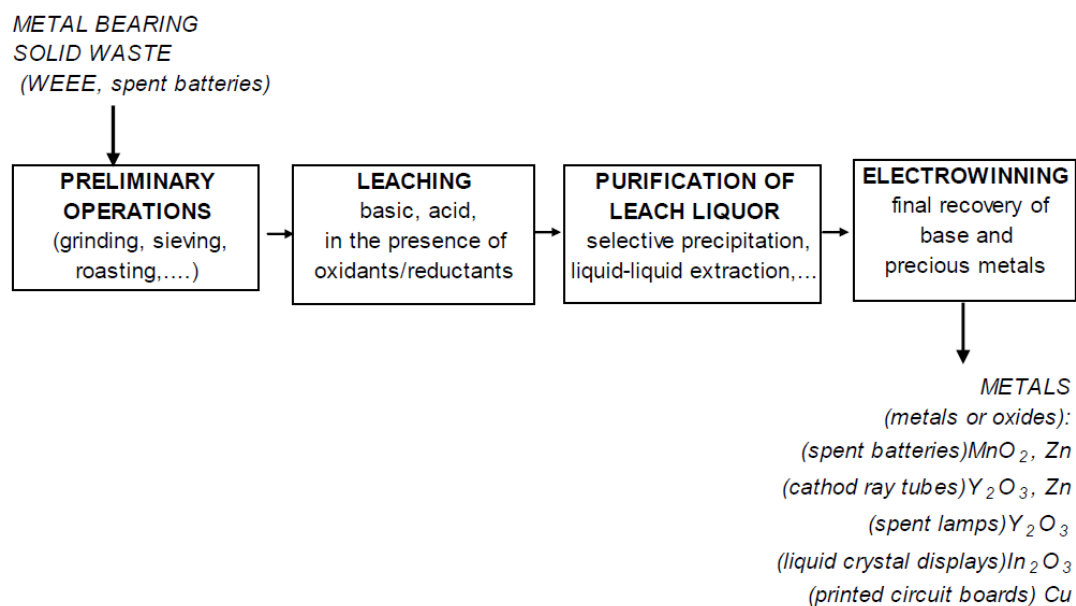 METAL BEARING
SOLID WASTE
(WEEE, spent batteries)
PRELIMINARY
OPERATIONS
(grinding, sieving,
roasting,....)
LEACHING
basic, acid,
in the presence of
oxidants/reductants
PURIFICATION OF
LEACH LIQUOR
selective precipitation,
liquid-liquid extraction,...
ELECTROWINNING
final recovery of
base and
precious metals
METALS
(metals or oxides):
(spent batteries)MnO2, Zn
(cathod ray tubes)Y2O3, Zn
(spent lamps)Y2O3
(liquid crystal displays)In2O3
(printed circuit boards) Cu